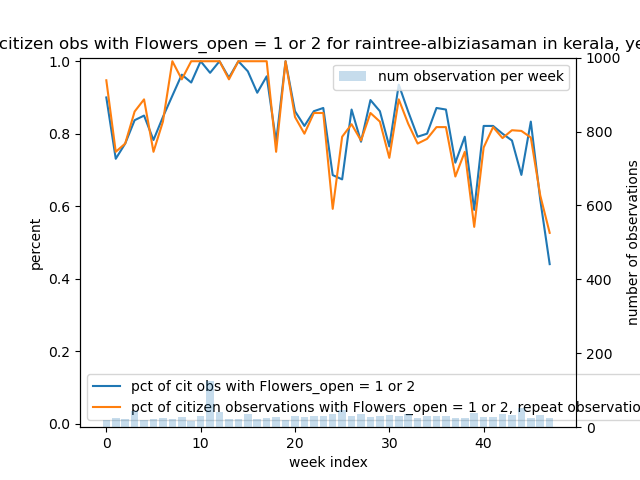 citizen obs with Flowers_open = 1 or 2 for raintree-albiziasaman in kerala,
num observation per week
1.0
0.8
0.6
0.4
0.2
0.0
percent
1000
800
600
400
200
0
number of observations
pct of cit obs with Flowers_open = 1 or 2
pct of citizen observations with Flowers_open = 1 or 2, repeat
0 10 20 30 40
week index